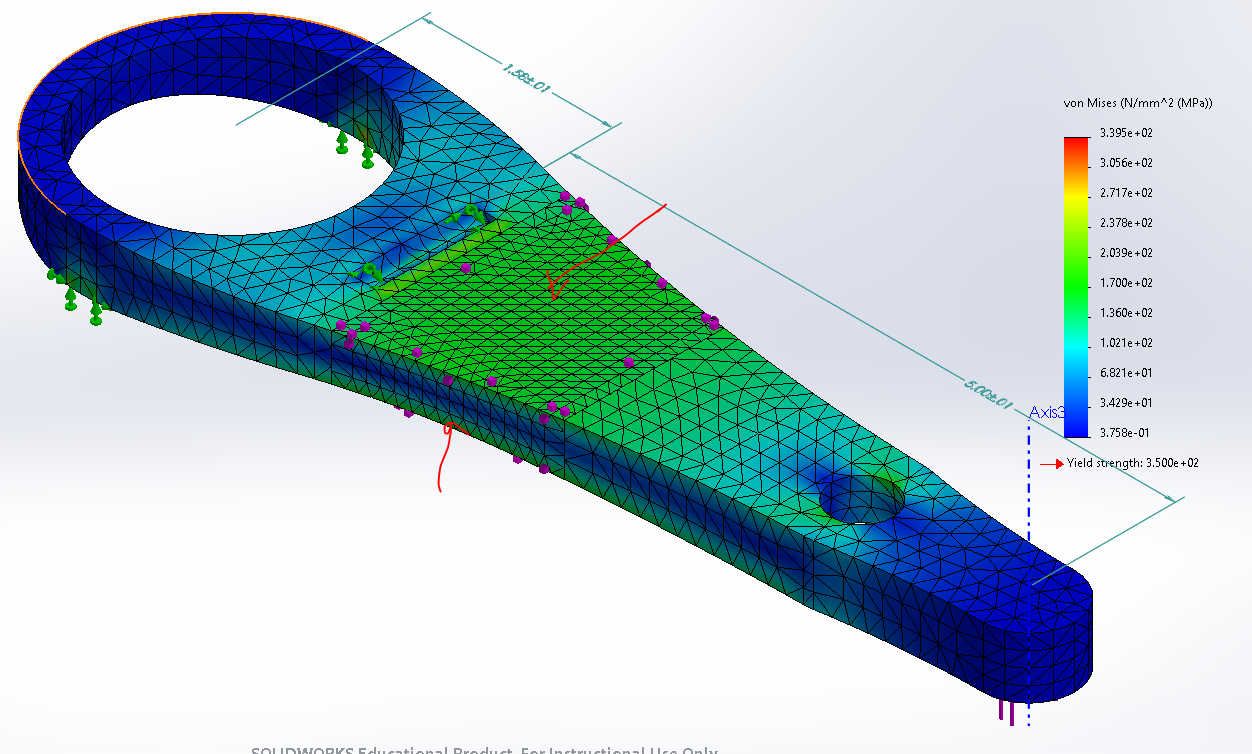 1.56±.01
von Mises (N/mm^2 (MPa))
3.395e+02
3.056e+02
2.717e+02
2.378e+02
2.039e+02
1.700e+02
1.360e+02
1.021e+02
6.821e+01
3.429e+01
3.758e-01
Yield strength: 3.500e+02
5.00±.01
Axis3
SOLIDWORKS Educational Product. For Instructional Use Only.